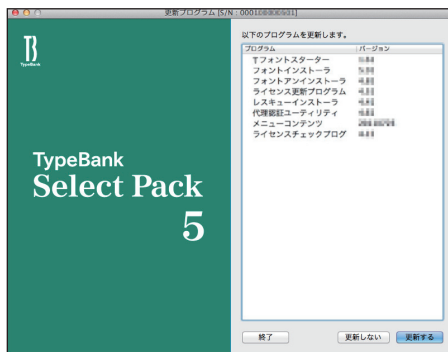 更新プログラム [S/N : 000
TB
TypeBank
TypeBank
Select Pack
5
以下のプログラムを更新します。
プログラム バージョン
Tフォントスターター
フォントインストーラ
フォントアンインストーラ
ライセンス更新プログラム
レスキューインストーラ
代理認証ユーティリティ
メニューコンテンツ
ライセンスチェックプログ
終了 更新しない 更新する